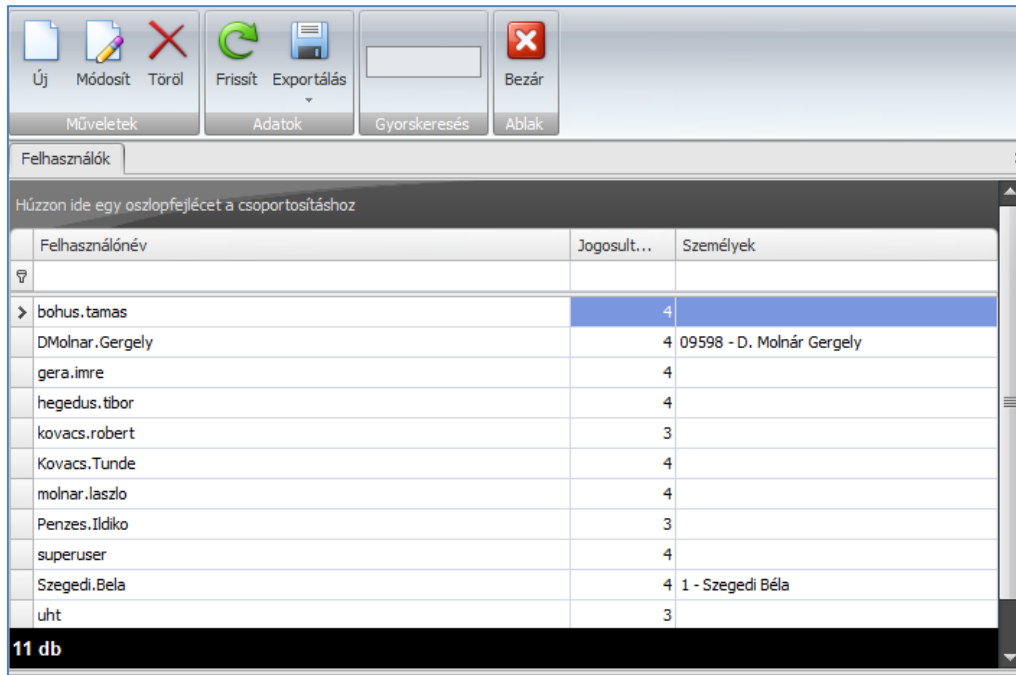 Új Módosít Töröl Frissít Exportálás Bezár
Műveletek Adatok Gyorskeresés Ablak
Felhasználók
Húzzon ide egy oszlopfejlécet a csoportosításhoz
Felhasználónév Jogosult... Személyek
bohus.tamas 4
DMolnar.Gergely 4 09598 - D. Molnár Gergely
gera.imre 4
hegedus.tibor 4
kovacs.robert 3
Kovacs.Tunde 4
molnar.laszlo 4
Penzes.Ildiko 3
superuser 4
Szegedi.Bela 4 1 - Szegedi Béla
uht 3
11 db